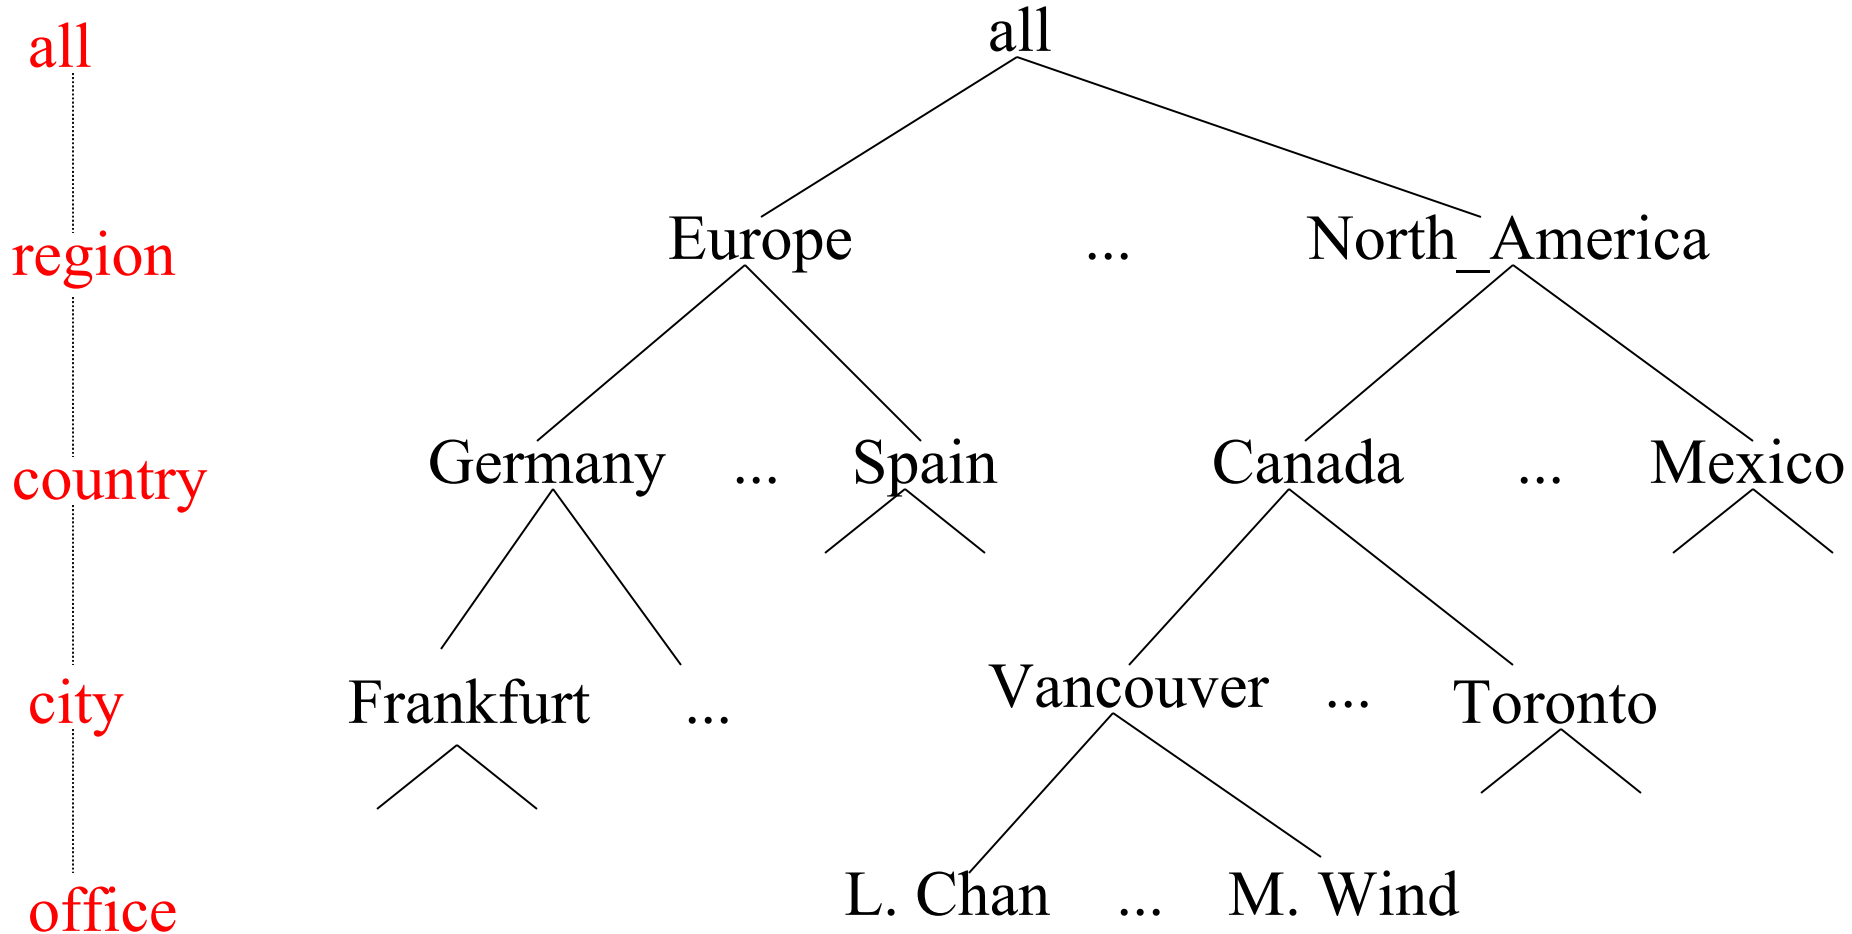 all
all
region
Europe ... North_America
country
Germany ... Spain Canada ... Mexico
city
Frankfurt ... Vancouver ... Toronto
office
L. Chan ... M. Wind